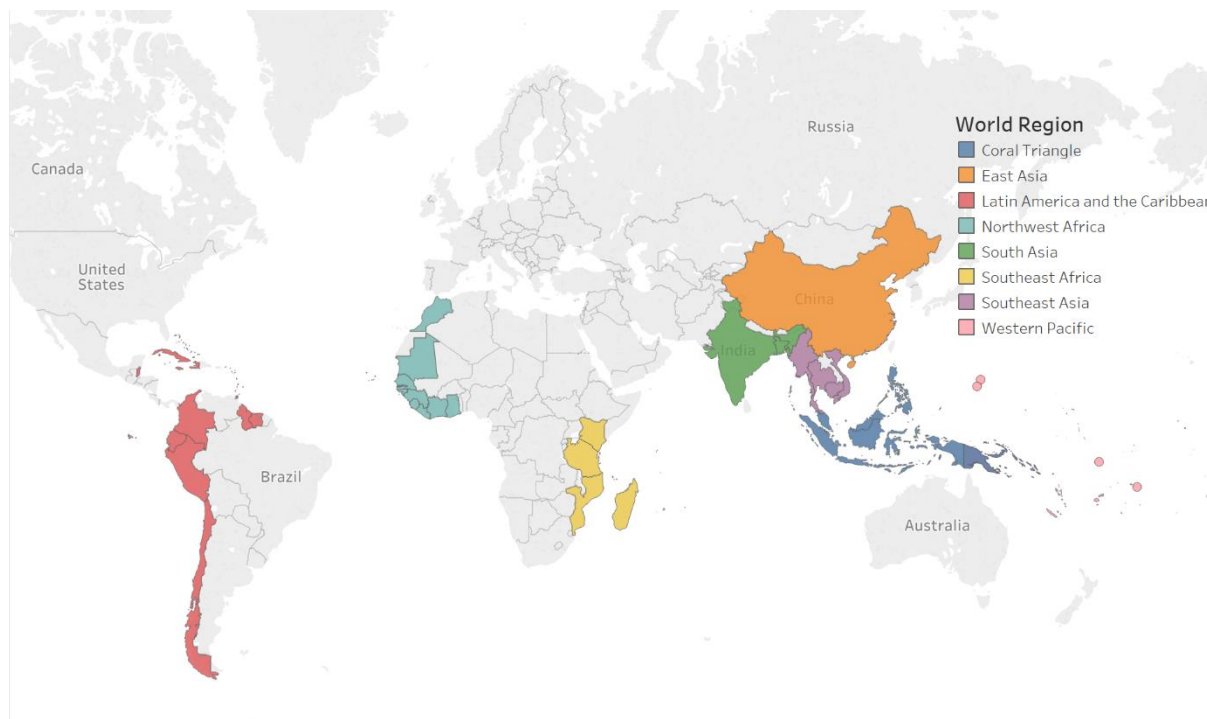 Russia
World Region
Canada
Coral Triangle
East Asia
Latin America and the Caribbean
Northwest Africa
South Asia
United
States
Southeast Africa
China
Southeast Asia
Western Pacific
India
Brazil
Australia